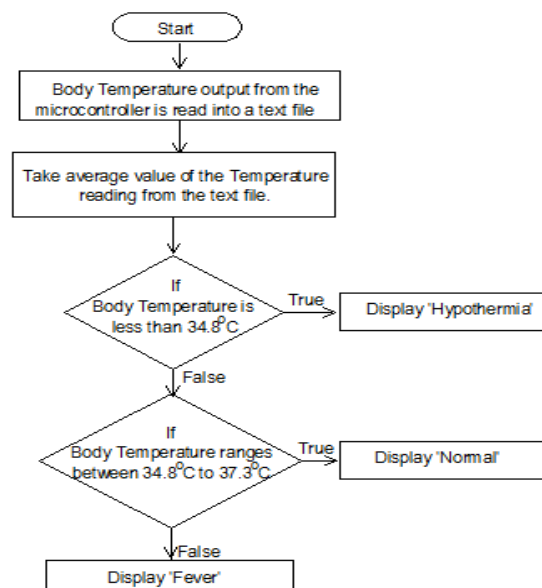 Start
Body Temperature output from the
microcontroller is read into a text file
Take average value of the Temperature
reading from the text file.
If
Body Temperature is
less than 34.8°C
True
Display 'Hypothermia'
False
If
Body Temperature ranges
between 34.8°C to 37.3°C
True
Display 'Normal'
False
Display 'Fever'